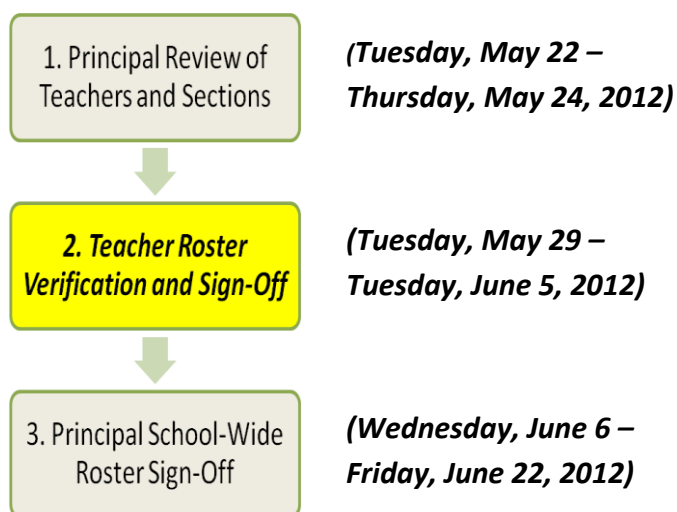 1. Principal Review of
Teachers and Sections
(Tuesday, May 22 –
Thursday, May 24, 2012)
2. Teacher Roster
Verification and Sign-Off
(Tuesday, May 29 –
Tuesday, June 5, 2012)
3. Principal School-Wide
Roster Sign-Off
(Wednesday, June 6 –
Friday, June 22, 2012)